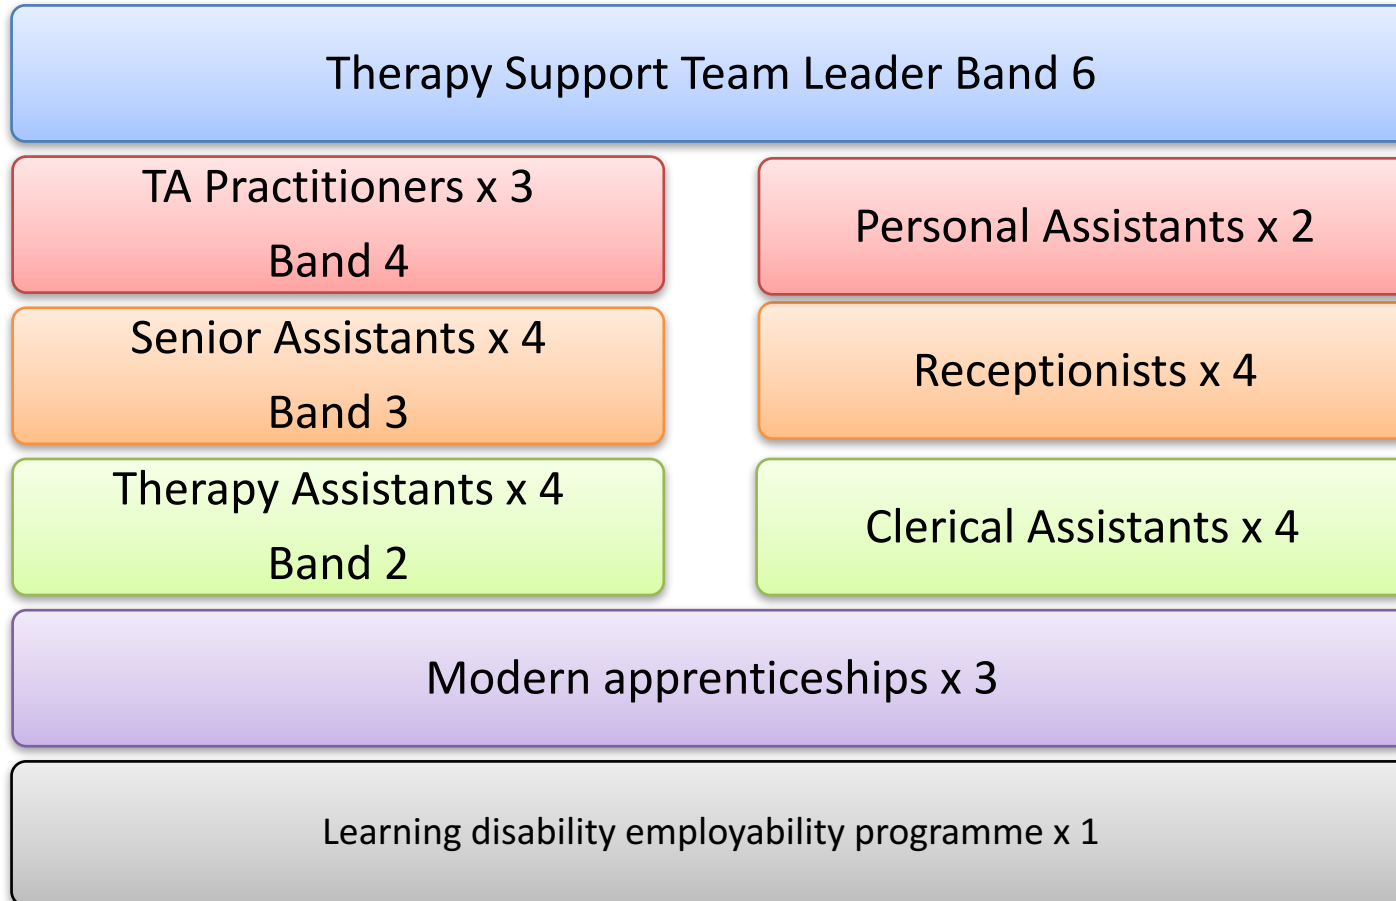 Therapy Support Team Leader Band 6
TA Practitioners x 3
Band 4
Personal Assistants x 2
Senior Assistants x 4
Band 3
Receptionists x 4
Therapy Assistants x 4
Band 2
Clerical Assistants x 4
Modern apprenticeships x 3
Learning disability employability programme x 1